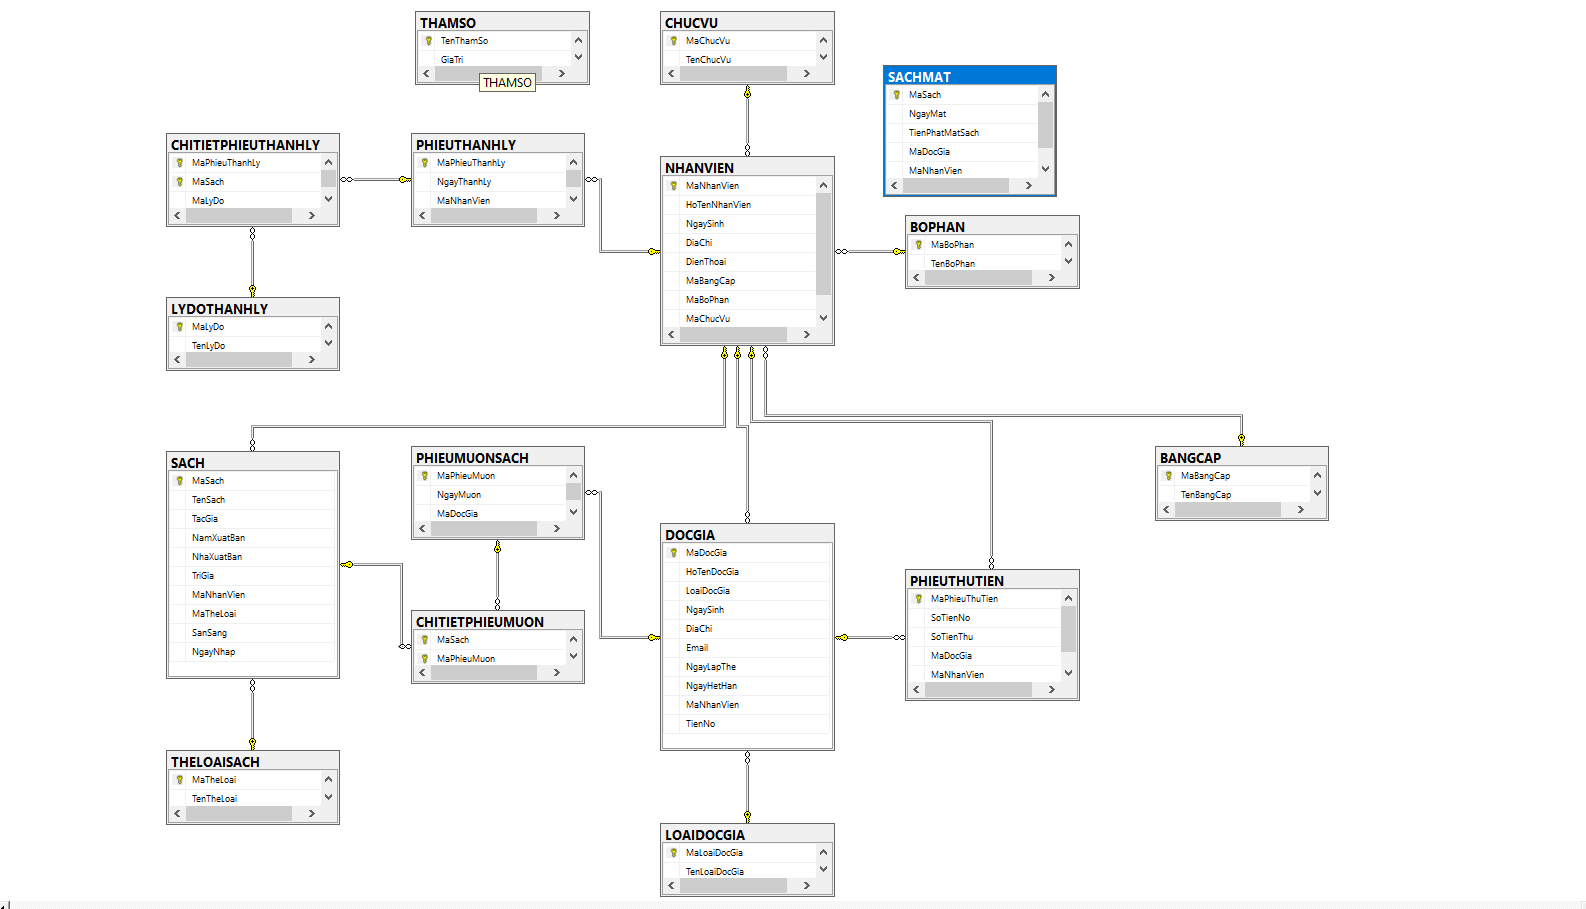 THAMSO
TenThamSo
GiaTri
THAMSO
CHUCVU
MaChucVu
TenChucVu
SACHMAT
MaSach
NgayMat
TienPhatMatSach
MaDocGia
MaNhanVien
CHITIETPHIEUTHANHLY
MaPhieuThanhLy
MaSach
MaLyDo
PHIEUTHANHLY
MaPhieuThanhLy
NgayThanhLy
MaNhanVien
NHANVIEN
MaNhanVien
HoTenNhanVien
NgaySinh
DiaChi
DienThoai
MaBangCap
MaBoPhan
MaChucVu
BOPHAN
MaBoPhan
TenBoPhan
LYDOTHANHLY
MaLyDo
TenLyDo
SACH
MaSach
TenSach
TacGia
NamXuatBan
NhaXuatBan
TriGia
MaNhanVien
MaTheLoai
SanSang
NgayNhap
PHIEUMUONSACH
MaPhieuMuon
NgayMuon
MaDocGia
BANGCAP
MaBangCap
TenBangCap
DOCGIA
MaDocGia
HoTenDocGia
LoaiDocGia
NgaySinh
DiaChi
Email
NgayLapThe
NgayHetHan
MaNhanVien
TienNo
PHIEUTHUTIEN
MaPhieuThuTien
SoTienNo
SoTienThu
MaDocGia
MaNhanVien
CHITIETPHIEUMUON
MaSach
MaPhieuMuon
THELOAISACH
MaTheLoai
TenTheLoai
LOAIDOCGIA
MaLoaiDocGia
TenLoaiDocGia